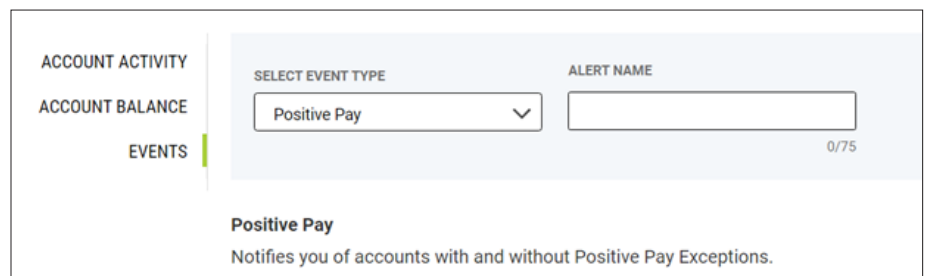 ACCOUNT ACTIVITY
ACCOUNT BALANCE
EVENTS
SELECT EVENT TYPE
Positive Pay
ALERT NAME
0/75
Positive Pay
Notifies you of accounts with and without Positive Pay Exceptions.